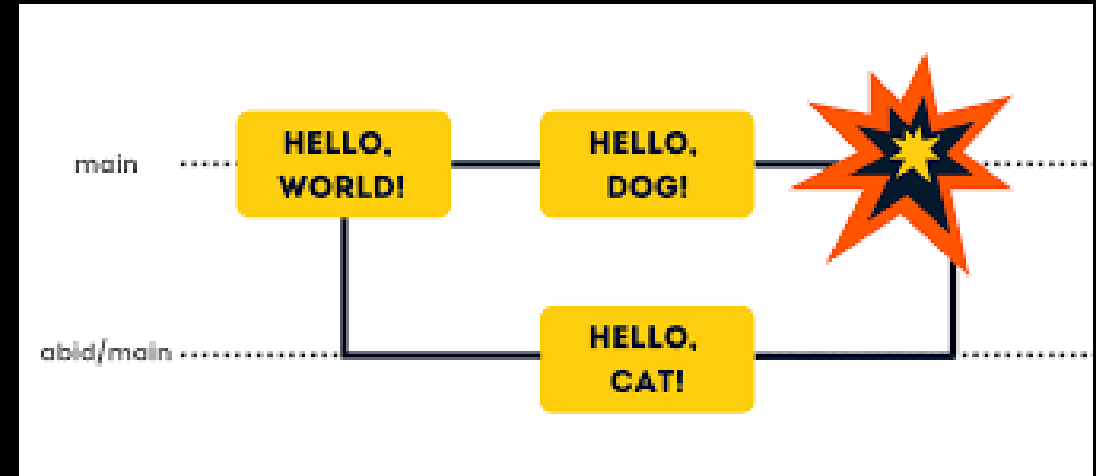 main
HELLO,
WORLD!
HELLO,
DOG!
abid/main
HELLO,
CAT!